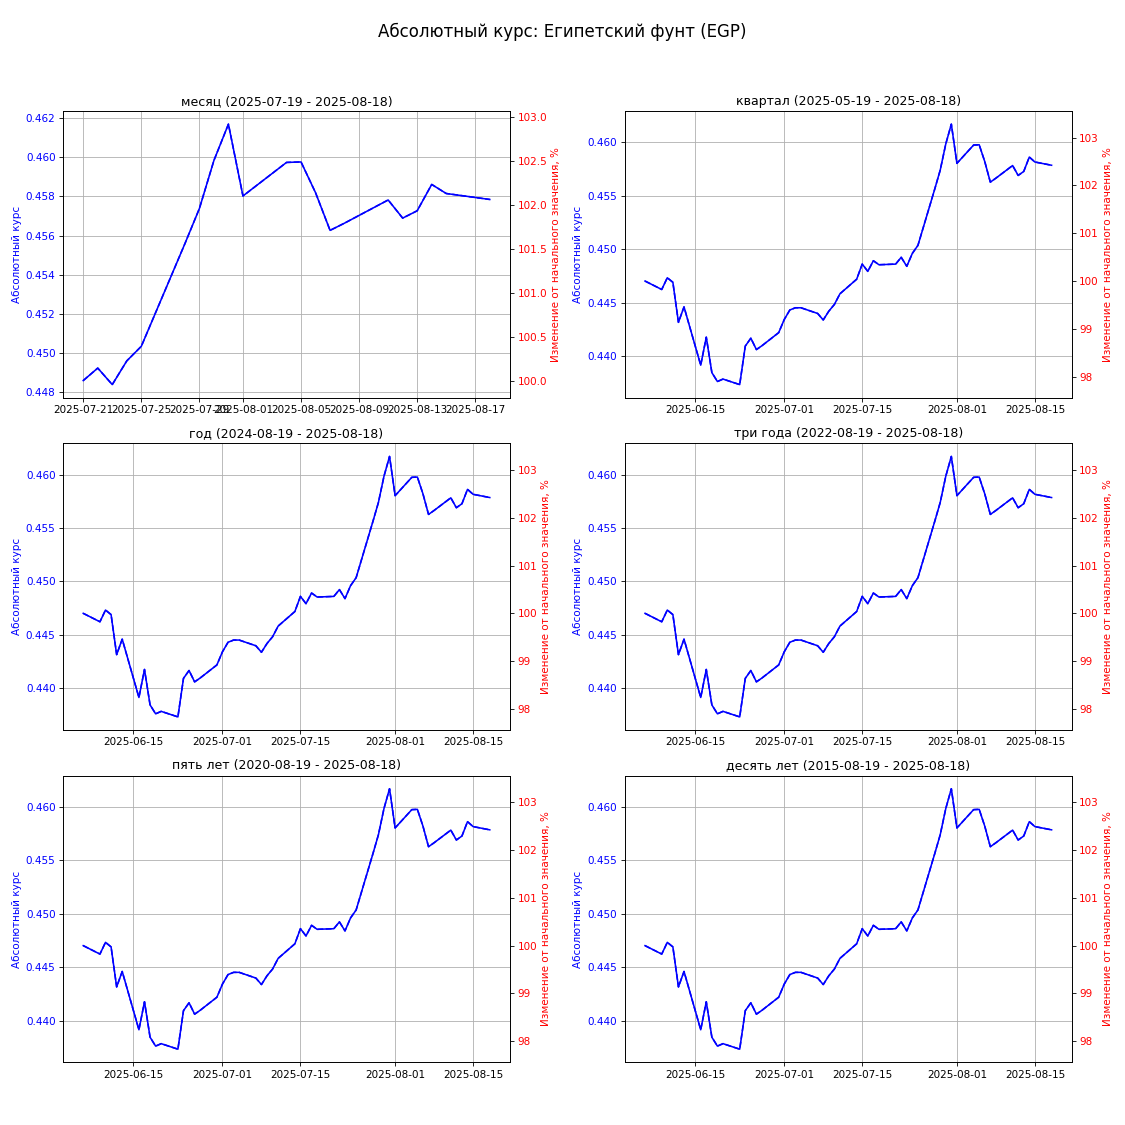 Абсолютный курс: Египетский фунт (EGP)
месяц (2025-07-19 - 2025-08-18)
Абсолютный курс
0.462
0.460
0.458
0.456
0.454
0.452
0.450
0.448
103.0
102.5
102.0
101.5
101.0
100.5
100.0
Изменение от начального значения, %
2025-07-21 2025-07-25 2025-07-29 2025-08-01 2025-08-05 2025-08-09 2025-08-13 2025-08-17
квартал (2025-05-19 - 2025-08-18)
Абсолютный курс
0.460
0.455
0.450
0.445
0.440
103
102
101
100
99
98
Изменение от начального значения, %
2025-06-15 2025-07-01 2025-07-15 2025-08-01 2025-08-15
год (2024-08-19 - 2025-08-18)
Абсолютный курс
0.460
0.455
0.450
0.445
0.440
103
102
101
100
99
98
Изменение от начального значения, %
2025-06-15 2025-07-01 2025-07-15 2025-08-01 2025-08-15
три года (2022-08-19 - 2025-08-18)
Абсолютный курс
0.460
0.455
0.450
0.445
0.440
103
102
101
100
99
98
Изменение от начального значения, %
2025-06-15 2025-07-01 2025-07-15 2025-08-01 2025-08-15
пять лет (2020-08-19 - 2025-08-18)
Абсолютный курс
0.460
0.455
0.450
0.445
0.440
103
102
101
100
99
98
Изменение от начального значения, %
2025-06-15 2025-07-01 2025-07-15 2025-08-01 2025-08-15
десять лет (2015-08-19 - 2025-08-18)
Абсолютный курс
0.460
0.455
0.450
0.445
0.440
103
102
101
100
99
98
Изменение от начального значения, %
2025-06-15 2025-07-01 2025-07-15 2025-08-01 2025-08-15